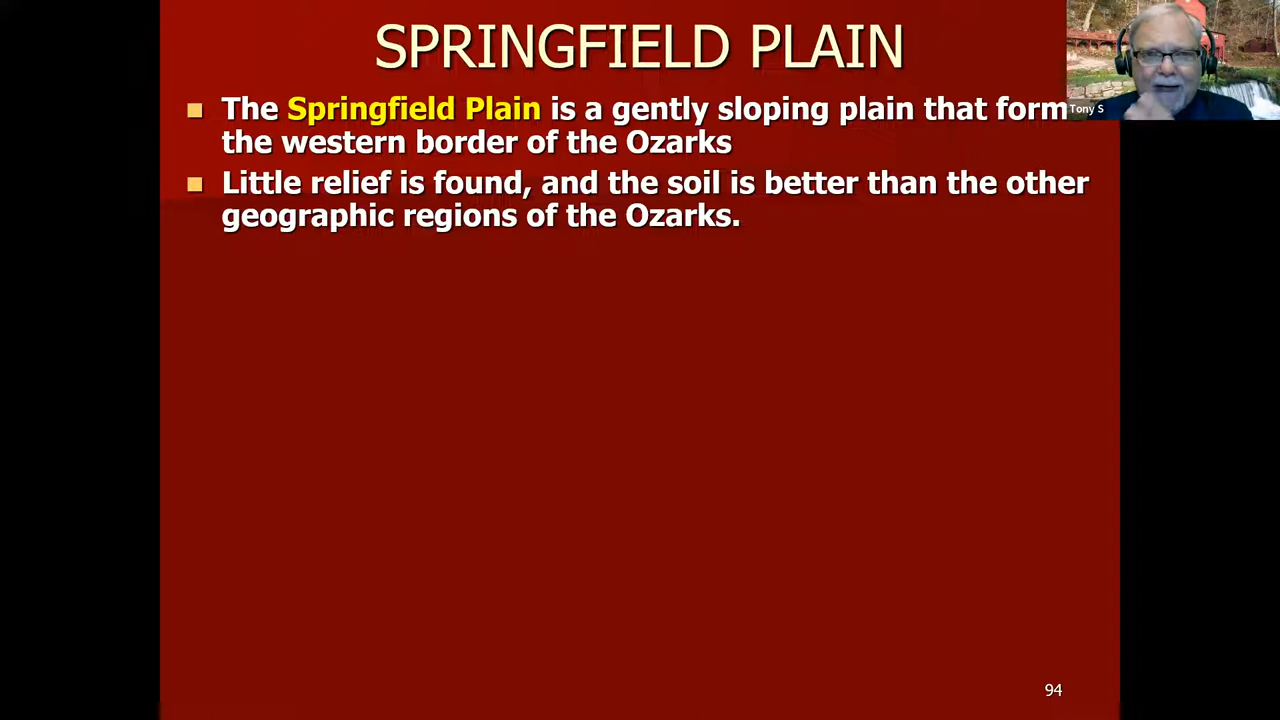 SPRINGFIELD PLAIN
The Springfield Plain is a gently sloping plain that form
the western border of the Ozarks
Little relief is found, and the soil is better than the other
geographic regions of the Ozarks.
Tony S
94